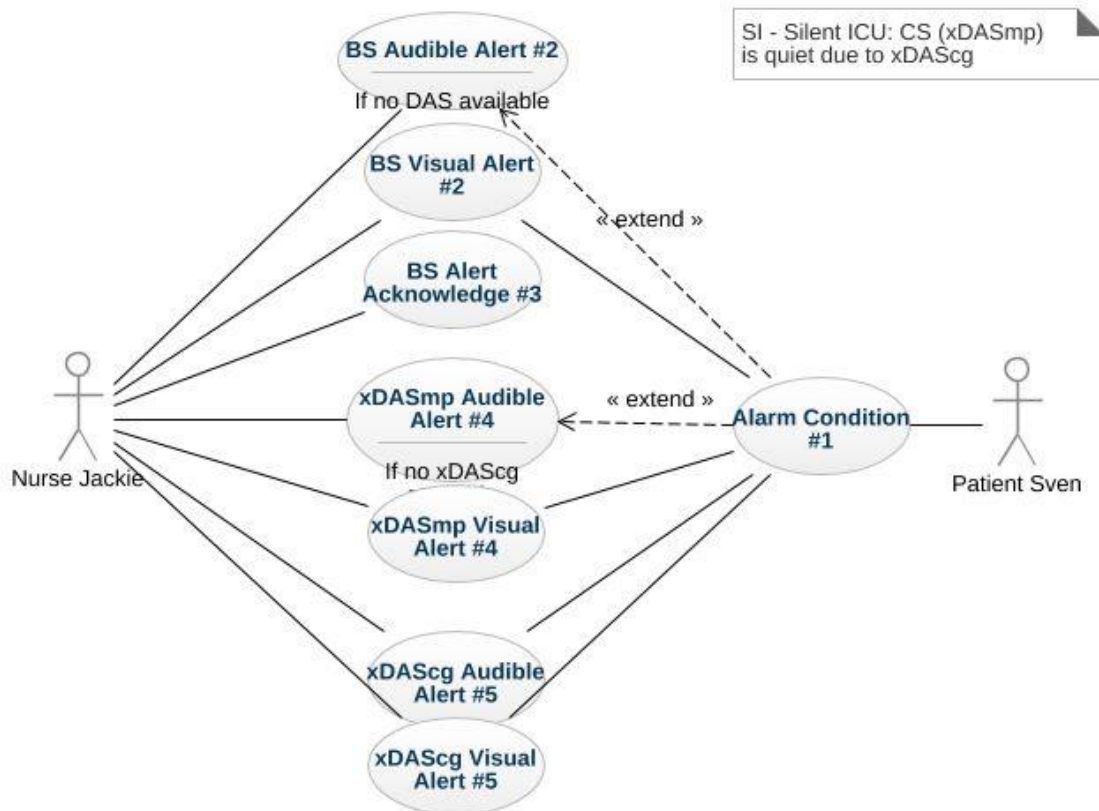 SI - Silent ICU: CS (xDASmp)
is quiet due to xDAScg
BS Audible Alert #2
If no DAS available
BS Visual Alert
#2
« extend »
BS Alert
Acknowledge #3
xDASmp Audible
Alert #4
If no xDAScg
« extend »
Alarm Condition
#1
Nurse Jackie
Patient Sven
xDASmp Visual
Alert #4
xDAScg Audible
Alert #5
xDAScg Visual
Alert #5